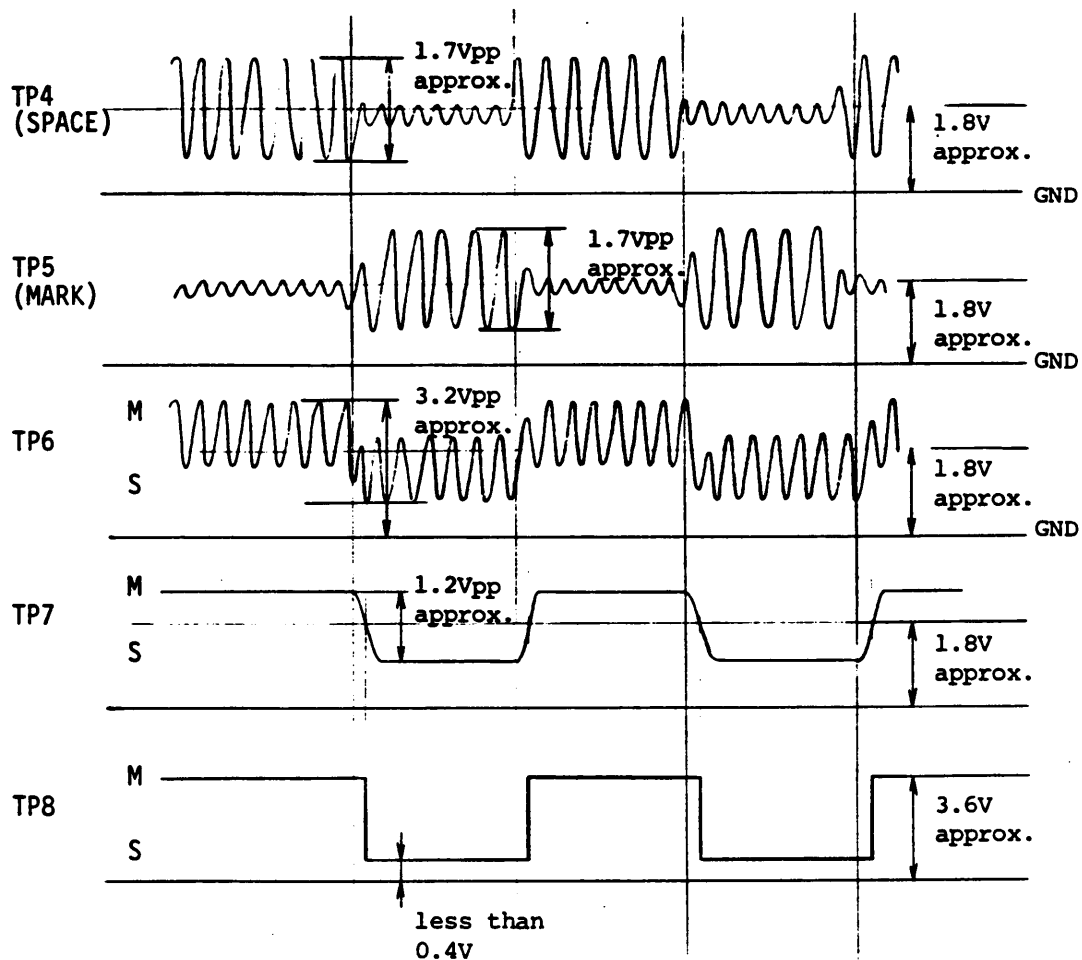 1.7Vpp
approx.
TP4
(SPACE)
1.8V
approx.
GND
1.7Vpp
approx.
TP5
(MARK)
1.8V
approx.
GND
M
3.2Vpp
approx.
TP6
S
1.8V
approx.
GND
M
1.2Vpp
approx.
TP7
S
1.8V
approx.
M
TP8
S
3.6V
approx.
less than
0.4V